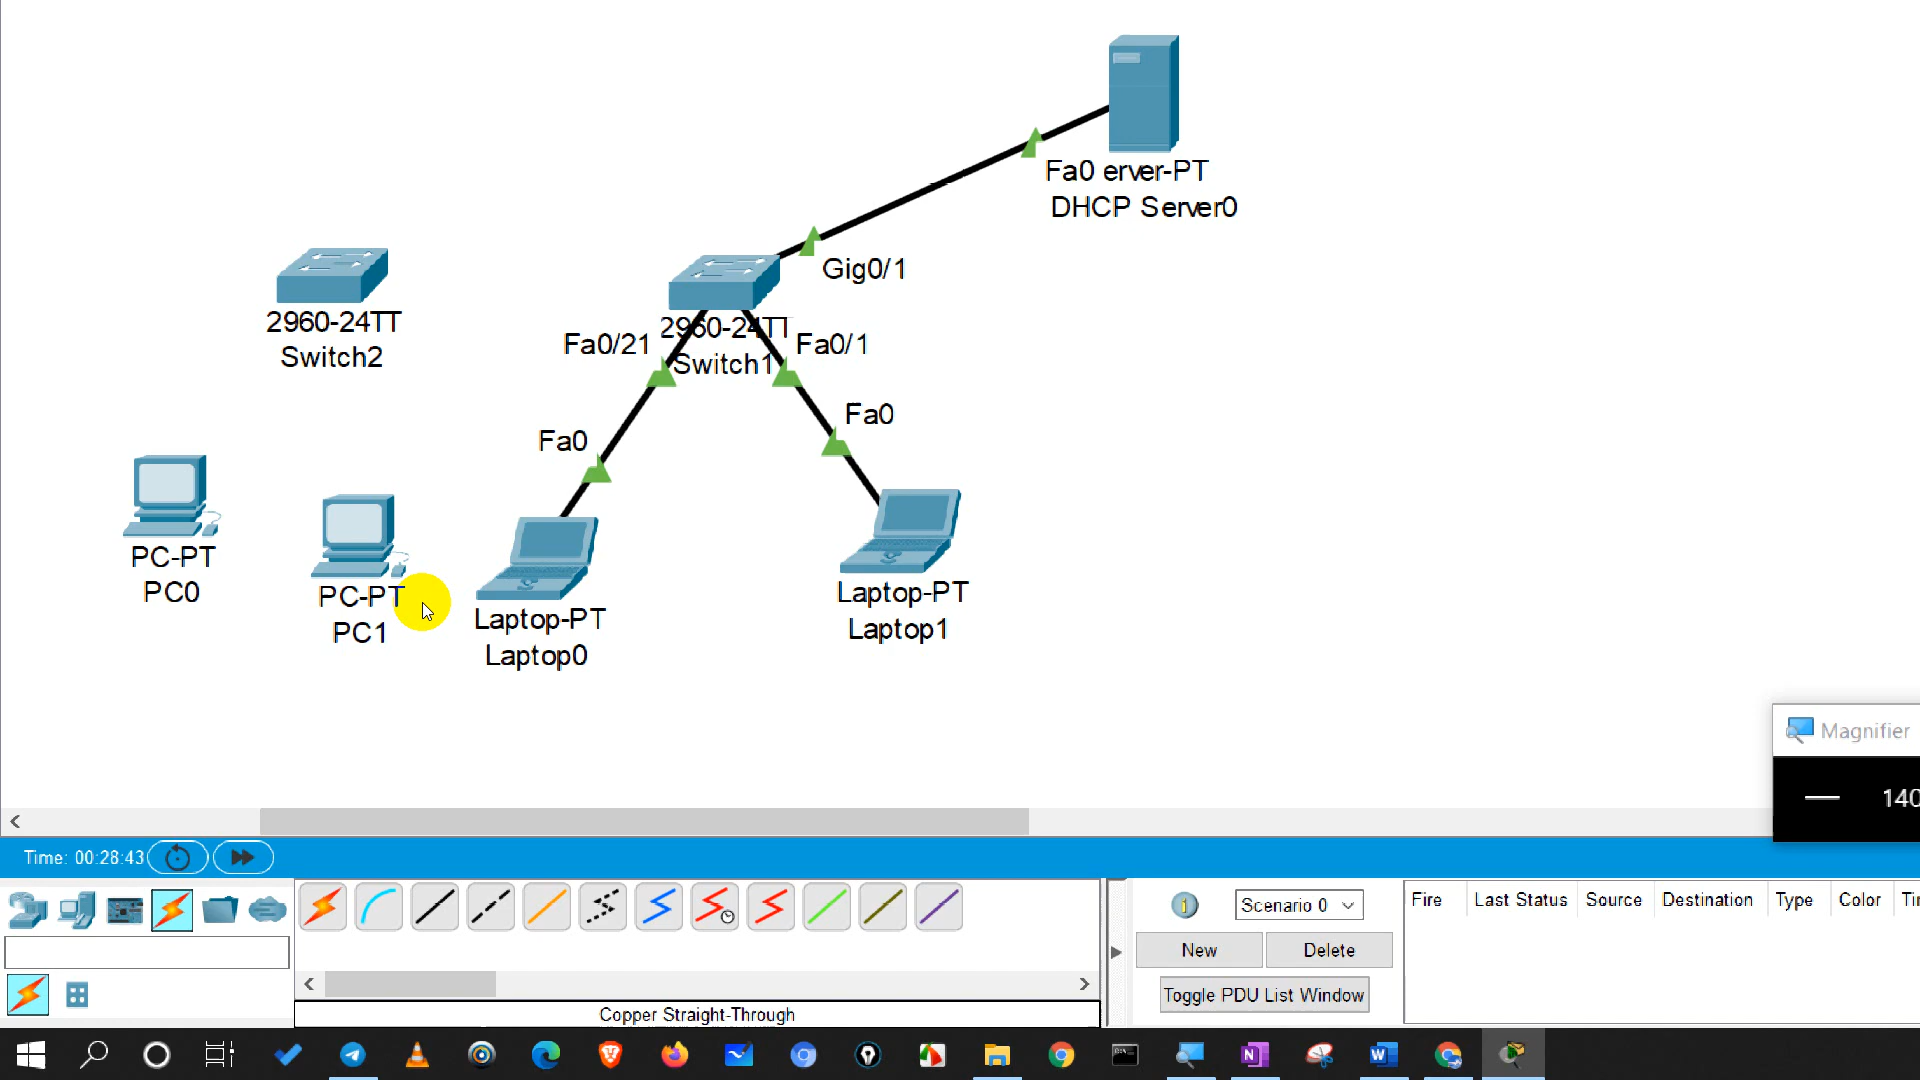 Fa0 erver-PT
DHCP Server0
Gig0/1
2960-24TT
Switch2
Fa0/21
2960-24TT
Fa0/1
Switch1
Fa0
Fa0
PC-PT
PC0
PC-PT
PC1
Laptop-PT
Laptop0
Laptop-PT
Laptop1
Magnifier
140
Time: 00:28:43
Scenario 0
New
Delete
Toggle PDU List Window
Fire Last Status Source Destination Type Color
Copper Straight-Through